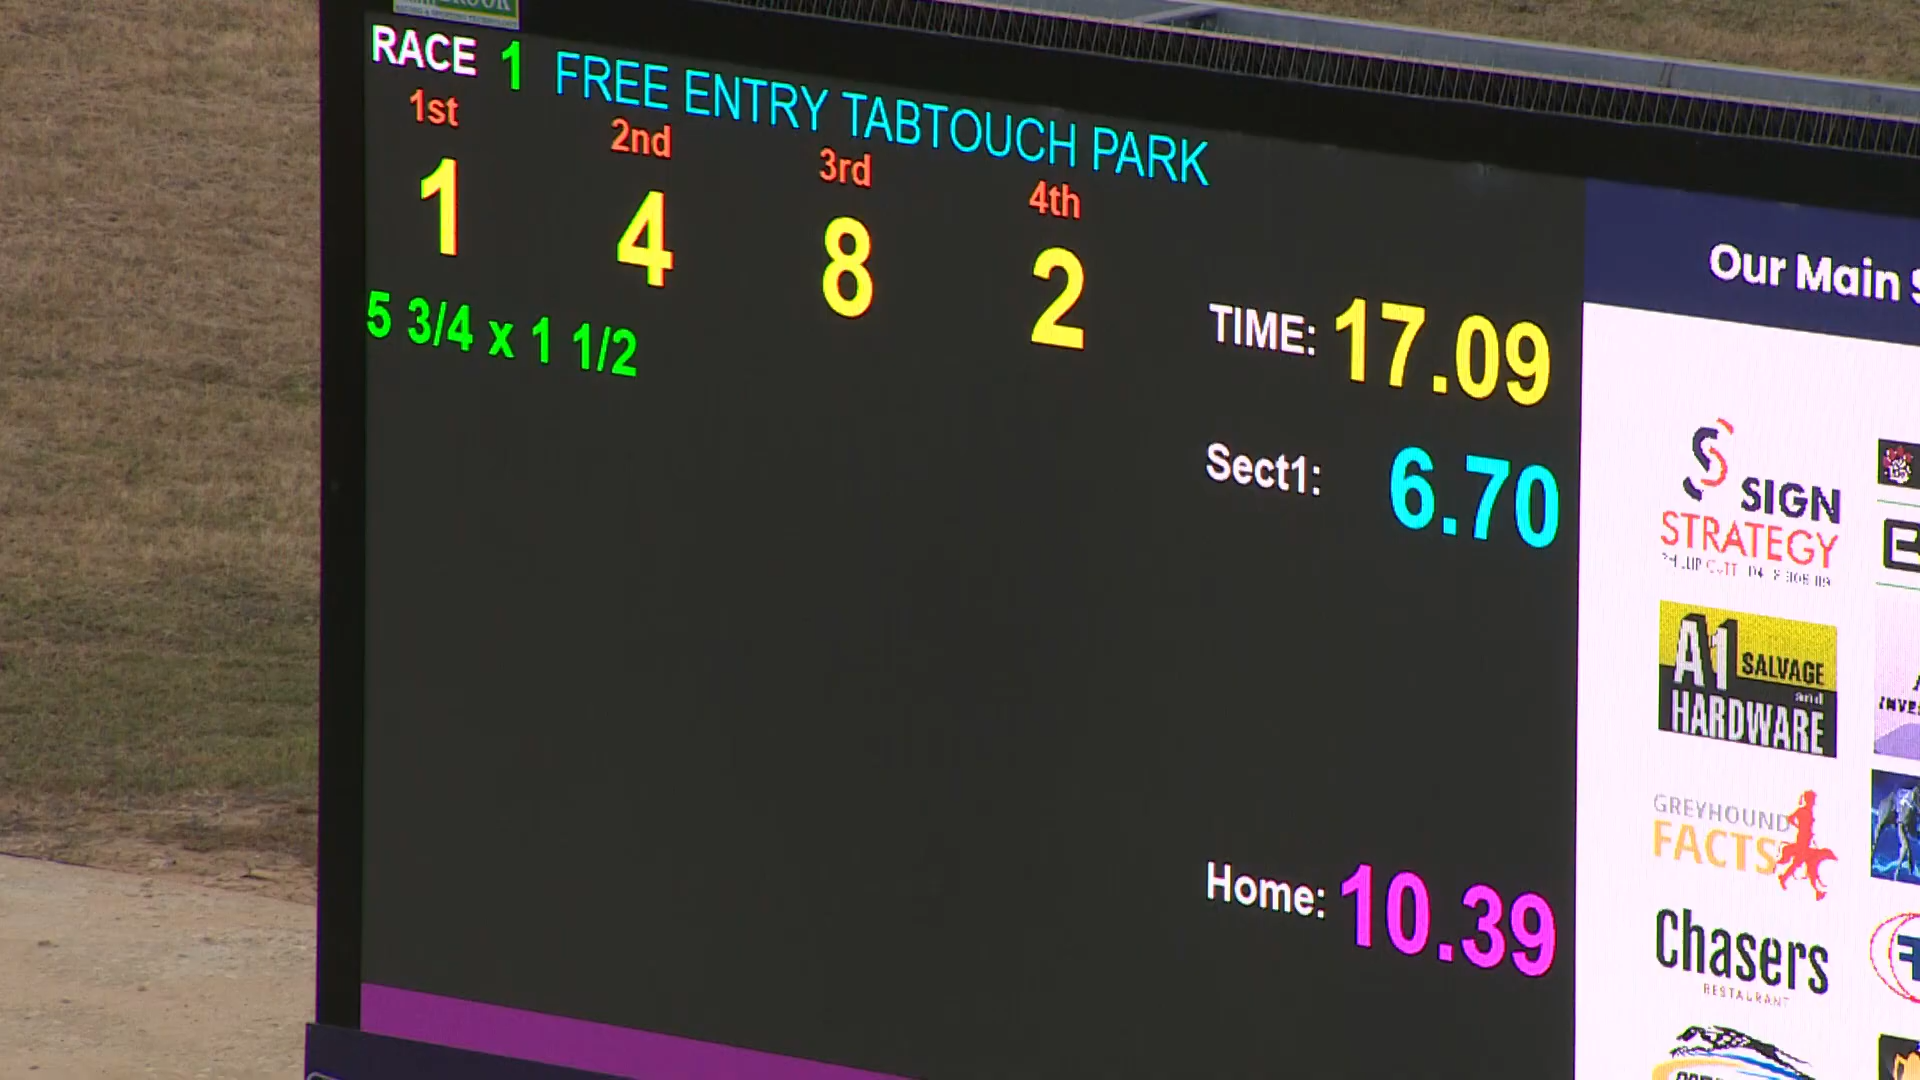 RACE 1 FREE ENTRY TABTOUCH PARK
1st 2nd 3rd 4th
1 4 8 2
5 3/4 x 1 1/2
TIME: 17.09
Sect1: 6.70
Home: 10.39
Our Main
SIGN
STRATEGY
A1 SALVAGE
and
HARDWARE
GREYHOUND
FACTS
Chasers
RESTAURANT